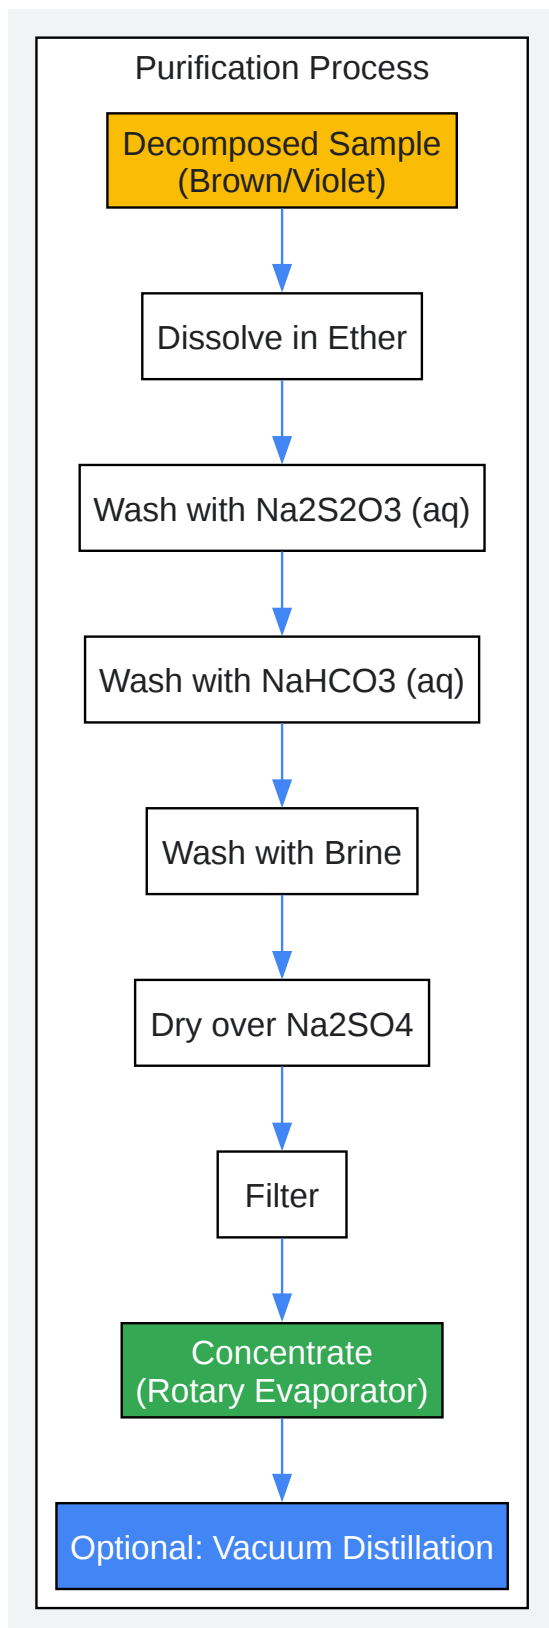 Purification Process
Decomposed Sample
(Brown/Violet)
Dissolve in Ether
Wash with Na2S2O3 (aq)
Wash with NaHCO3 (aq)
Wash with Brine
Dry over Na2SO4
Filter
Concentrate
(Rotary Evaporator)
Optional: Vacuum Distillation